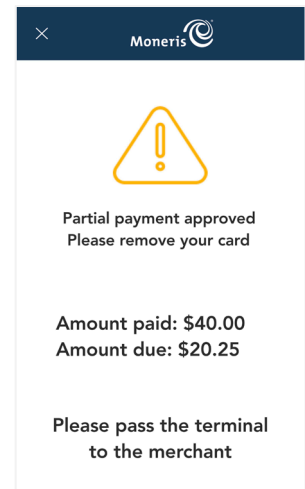 Moneris
Partial payment approved
Please remove your card
Amount paid: $40.00
Amount due: $20.25
Please pass the terminal
to the merchant